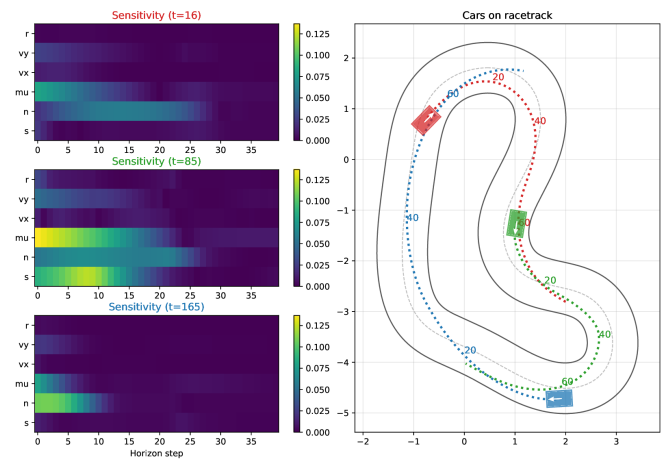 Sensitivity (t=16)
r
vy
vx
mu
n
s
0 5 10 15 20 25 30 35
0.125
0.100
0.075
0.050
0.025
0.000
Sensitivity (t=85)
r
vy
vx
mu
n
s
0 5 10 15 20 25 30 35
0.125
0.100
0.075
0.050
0.025
0.000
Sensitivity (t=165)
r
vy
vx
mu
n
s
0 5 10 15 20 25 30 35
Horizon step
0.125
0.100
0.075
0.050
0.025
0.000
Cars on racetrack
2
1
0
−1
−2
−3
−4
−5
−2 −1 0 1 2 3
20
40
60
20
40
60
20
40
60